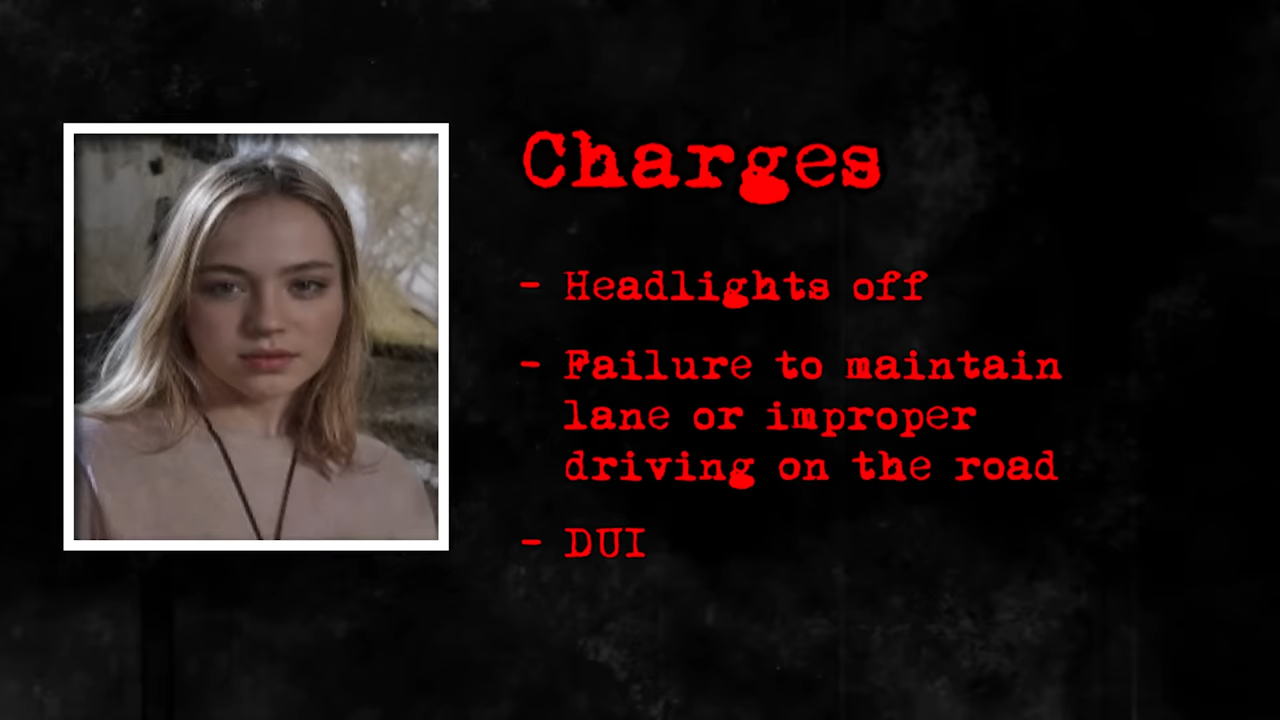 Charges
- Headlights off
- Failure to maintain
lane or improper
driving on the road
- DUI